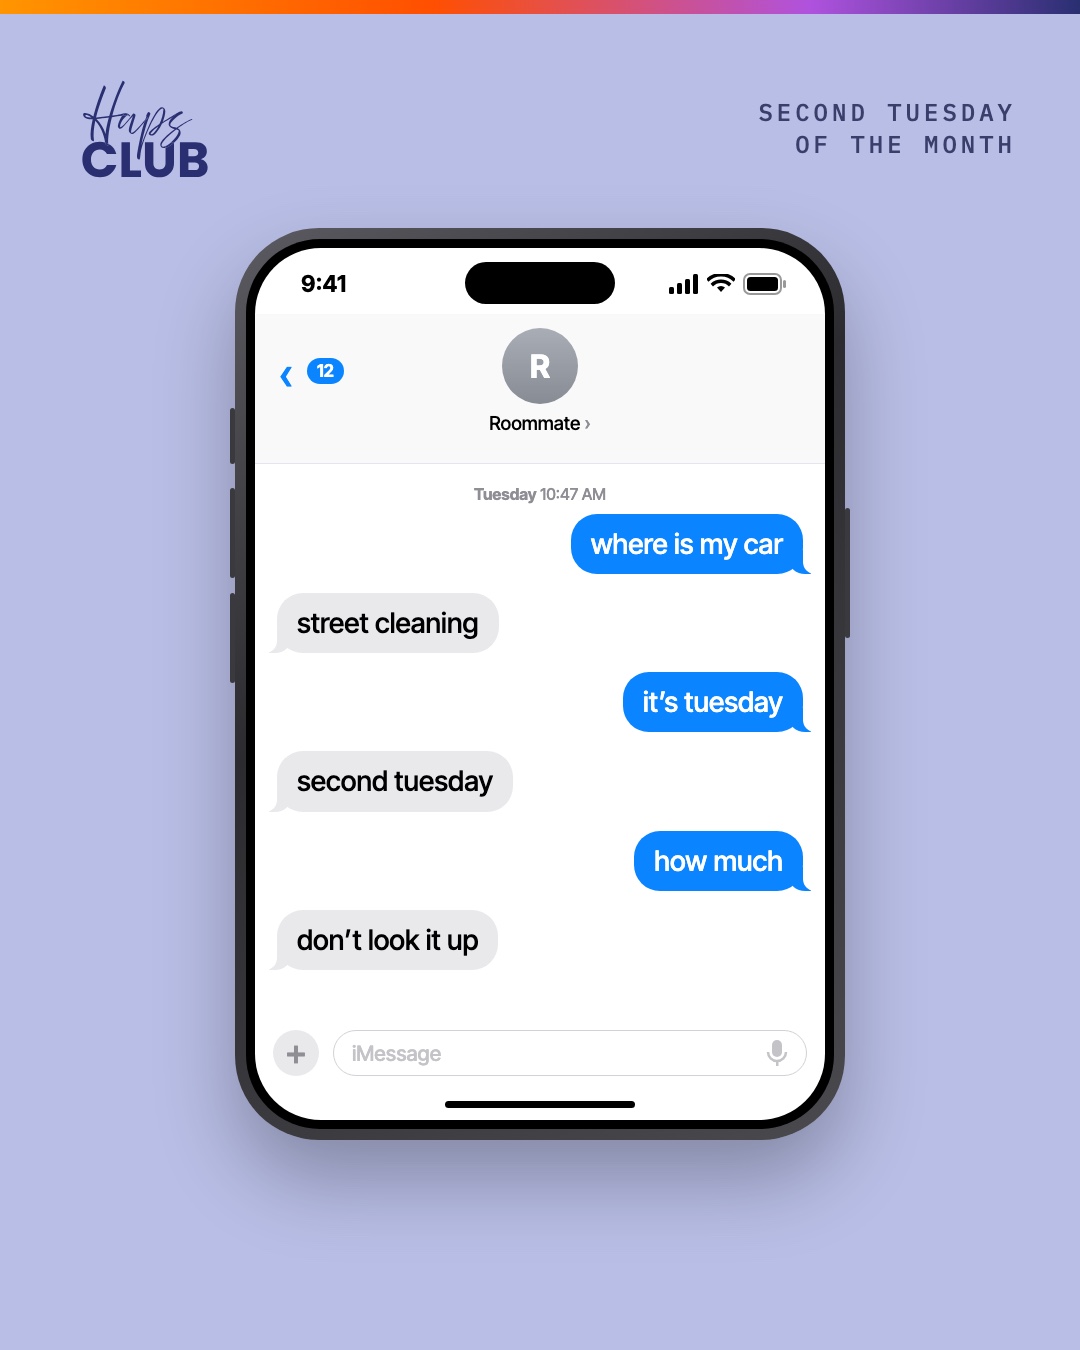 Haps
CLUB
SECOND TUESDAY
OF THE MONTH
9:41
12
R
Roommate ›
Tuesday 10:47 AM
where is my car
street cleaning
it’s tuesday
second tuesday
how much
don’t look it up
iMessage